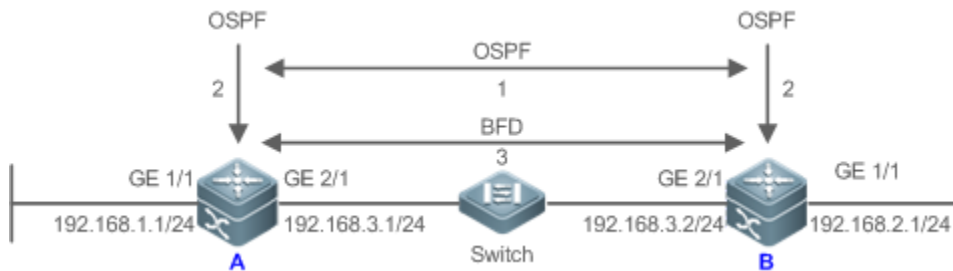 OSPF OSPF
OSPF
2 1 2
BFD
3
GE 1/1 GE 2/1 GE 2/1 GE 1/1
192.168.1.1/24 192.168.3.1/24 192.168.3.2/24 192.168.2.1/24
Switch
A B